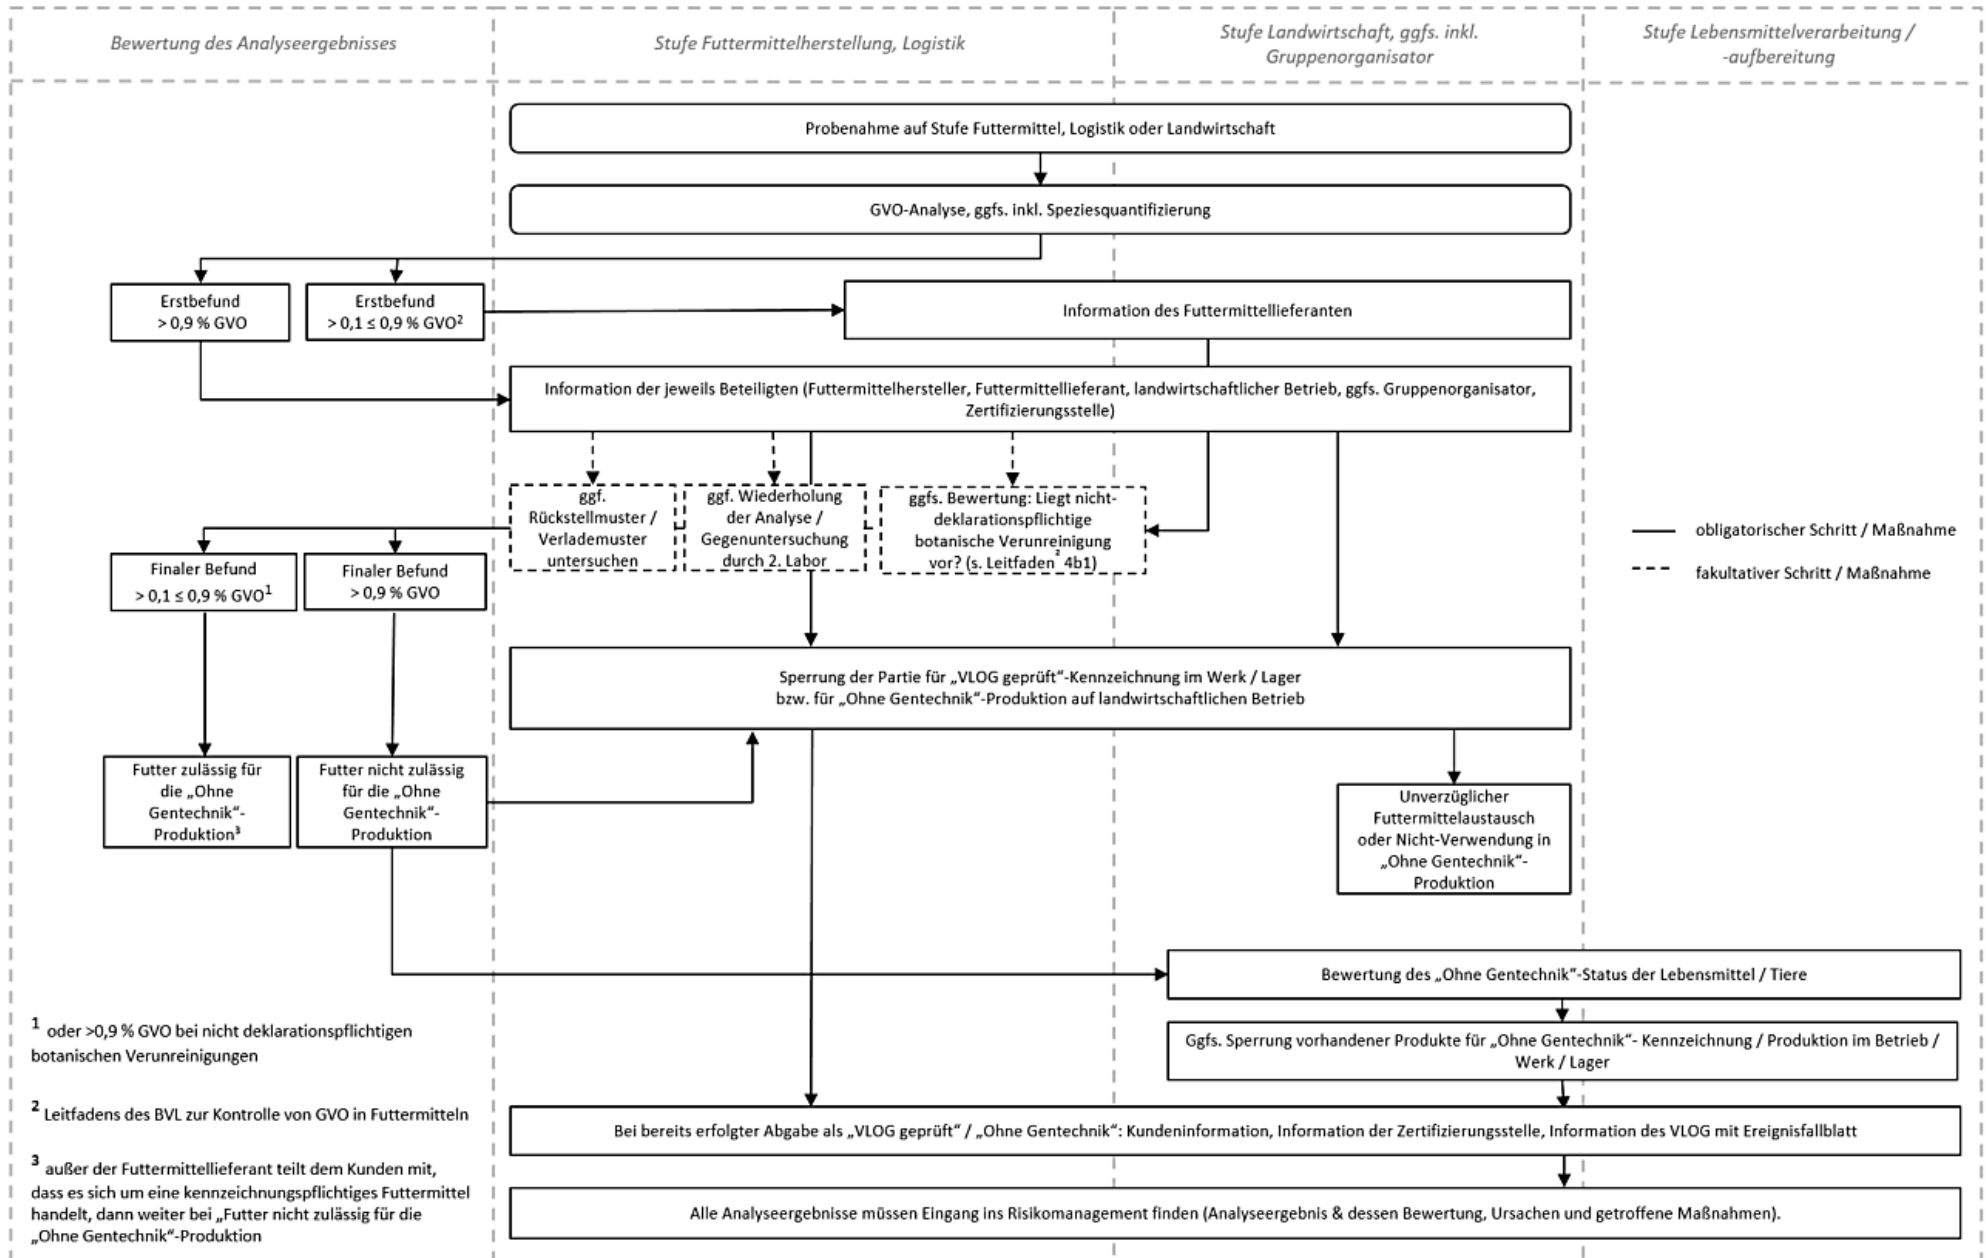 Bewertung des Analyseergebnisses
Stufe Futtermittelherstellung, Logistik
Stufe Landwirtschaft, ggfs. inkl.
Gruppenorganisator
Stufe Lebensmittelverarbeitung /
-aufbereitung
Probenahme auf Stufe Futtermittel, Logistik oder Landwirtschaft
GVO-Analyse, ggfs. inkl. Speziesquantifizierung
Erstbefund
> 0,9 % GVO
Erstbefund
> 0,1 ≤ 0,9 % GVO²
Information des Futtermittellieferanten
Information der jeweils Beteiligten (Futtermittelhersteller, Futtermittellieferant, landwirtschaftlicher Betrieb, ggfs. Gruppenorganisator,
Zertifizierungsstelle)
ggf.
Rückstellmuster /
Verlademuster
untersuchen
ggf. Wiederholung
der Analyse /
Gegenuntersuchung
durch 2. Labor
ggfs. Bewertung: Liegt nicht-
deklarationspflichtige
botanische Verunreinigung
vor? (s. Leitfaden² 4b1)
obligatorischer Schritt / Maßnahme
fakultativer Schritt / Maßnahme
Finaler Befund
> 0,1 ≤ 0,9 % GVO¹
Finaler Befund
> 0,9 % GVO
Sperrung der Partie für „VLOG geprüft“-Kennzeichnung im Werk / Lager
bzw. für „Ohne Gentechnik“-Produktion auf landwirtschaftlichen Betrieb
Futter zulässig für
die „Ohne
Gentechnik“-
Produktion³
Futter nicht zulässig
für die „Ohne
Gentechnik“-
Produktion
Unverzüglicher
Futtermittelaustausch
oder Nicht-Verwendung in
„Ohne Gentechnik“-
Produktion
Bewertung des „Ohne Gentechnik“-Status der Lebensmittel / Tiere
Ggfs. Sperrung vorhandener Produkte für „Ohne Gentechnik“- Kennzeichnung / Produktion im Betrieb /
Werk / Lager
Bei bereits erfolgter Abgabe als „VLOG geprüft“ / „Ohne Gentechnik“: Kundeninformation, Information der Zertifizierungsstelle, Information des VLOG mit Ereignisfallblatt
Alle Analyseergebnisse müssen Eingang ins Risikomanagement finden (Analyseergebnis & dessen Bewertung, Ursachen und getroffene Maßnahmen).
¹ oder >0,9 % GVO bei nicht deklarationspflichtigen
botanischen Verunreinigungen
² Leitfadens des BVL zur Kontrolle von GVO in Futtermitteln
³ außer der Futtermittellieferant teilt dem Kunden mit,
dass es sich um eine kennzeichnungspflichtiges Futtermittel
handelt, dann weiter bei „Futter nicht zulässig für die
„Ohne Gentechnik“-Produktion